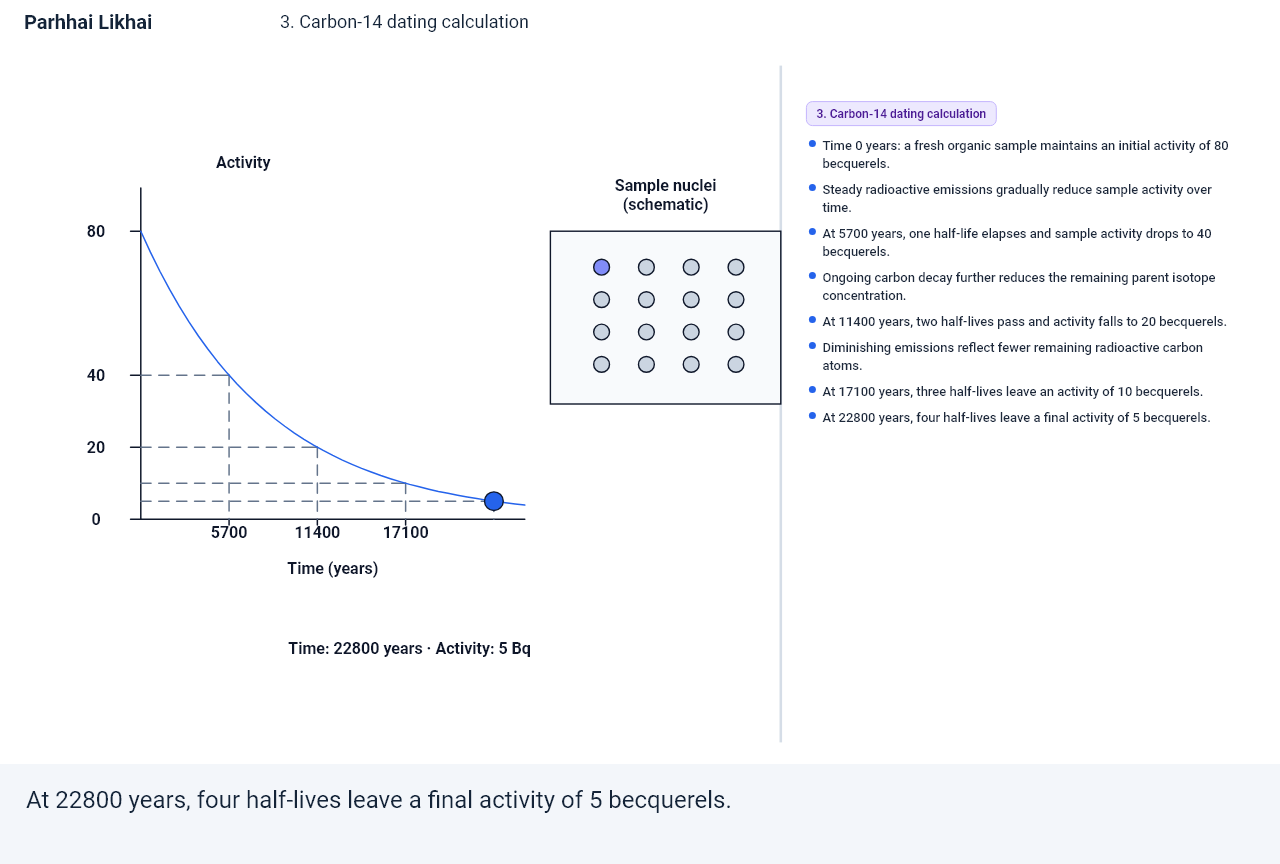 Parhhai Likhai
3. Carbon-14 dating calculation
Activity
80
40
20
0
5700
11400
17100
Time (years)
Time: 22800 years · Activity: 5 Bq
Sample nuclei
(schematic)
3. Carbon-14 dating calculation
Time 0 years: a fresh organic sample maintains an initial activity of 80
becquerels.
Steady radioactive emissions gradually reduce sample activity over
time.
At 5700 years, one half-life elapses and sample activity drops to 40
becquerels.
Ongoing carbon decay further reduces the remaining parent isotope
concentration.
At 11400 years, two half-lives pass and activity falls to 20 becquerels.
Diminishing emissions reflect fewer remaining radioactive carbon
atoms.
At 17100 years, three half-lives leave an activity of 10 becquerels.
At 22800 years, four half-lives leave a final activity of 5 becquerels.
At 22800 years, four half-lives leave a final activity of 5 becquerels.